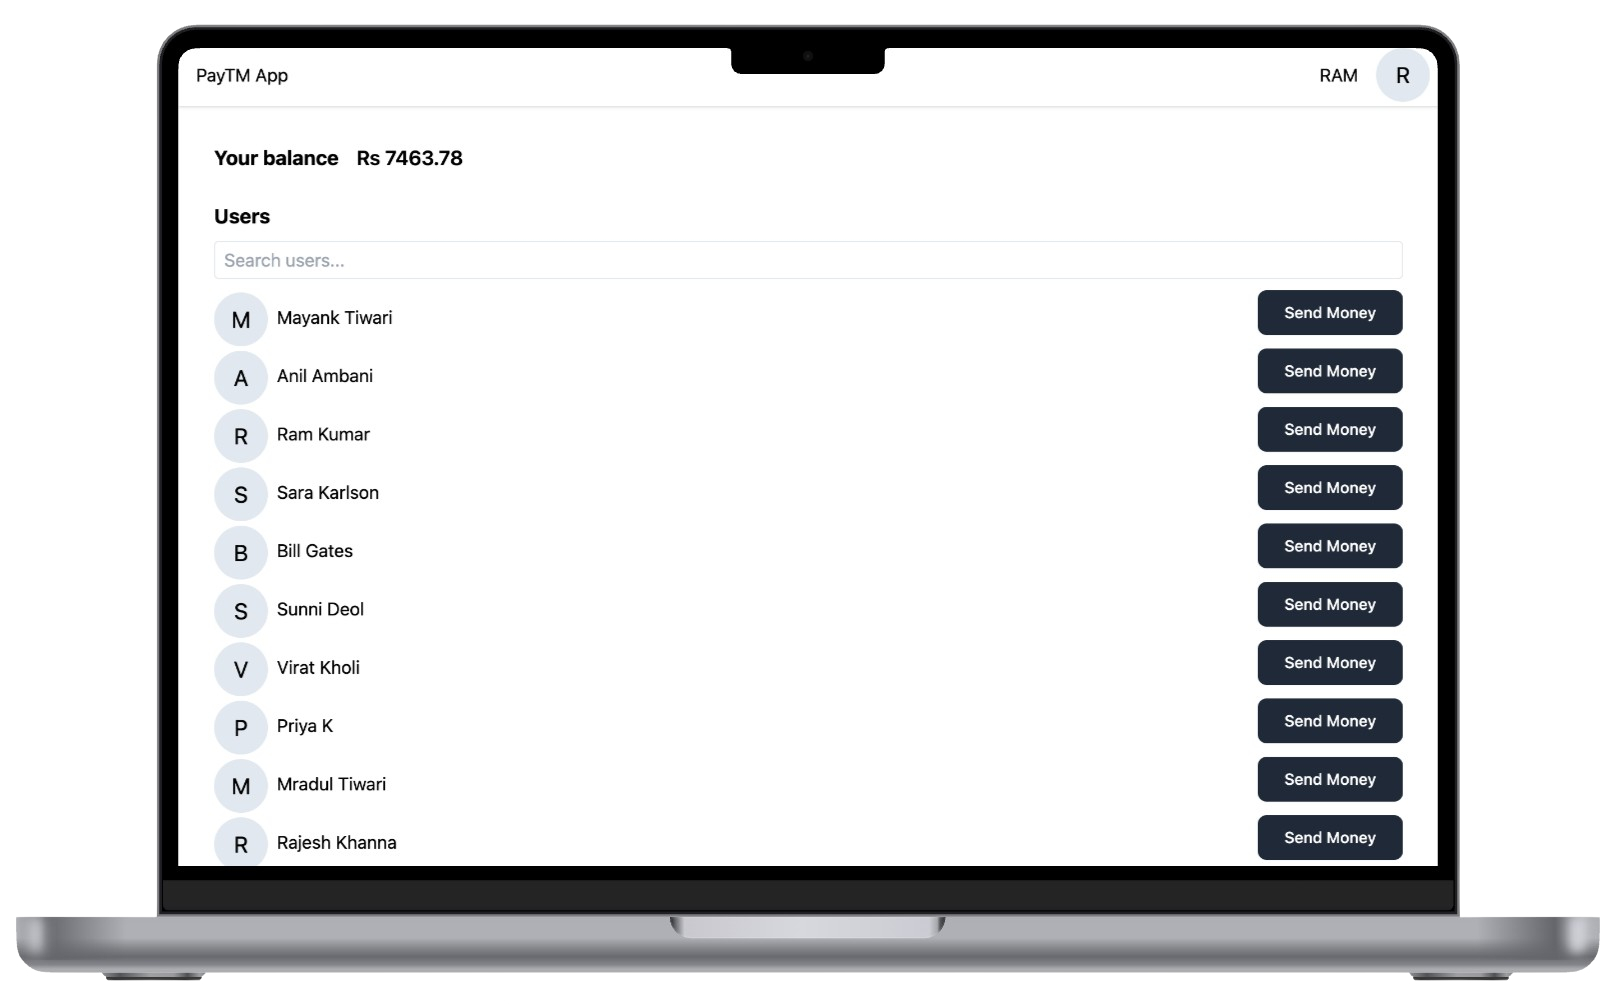 PayTM App
RAM R
Your balance Rs 7463.78
Users
Search users...
M Mayank Tiwari Send Money
A Anil Ambani Send Money
R Ram Kumar Send Money
S Sara Karlson Send Money
B Bill Gates Send Money
S Sunni Deol Send Money
V Virat Kholi Send Money
P Priya K Send Money
M Mradul Tiwari Send Money
R Rajesh Khanna Send Money